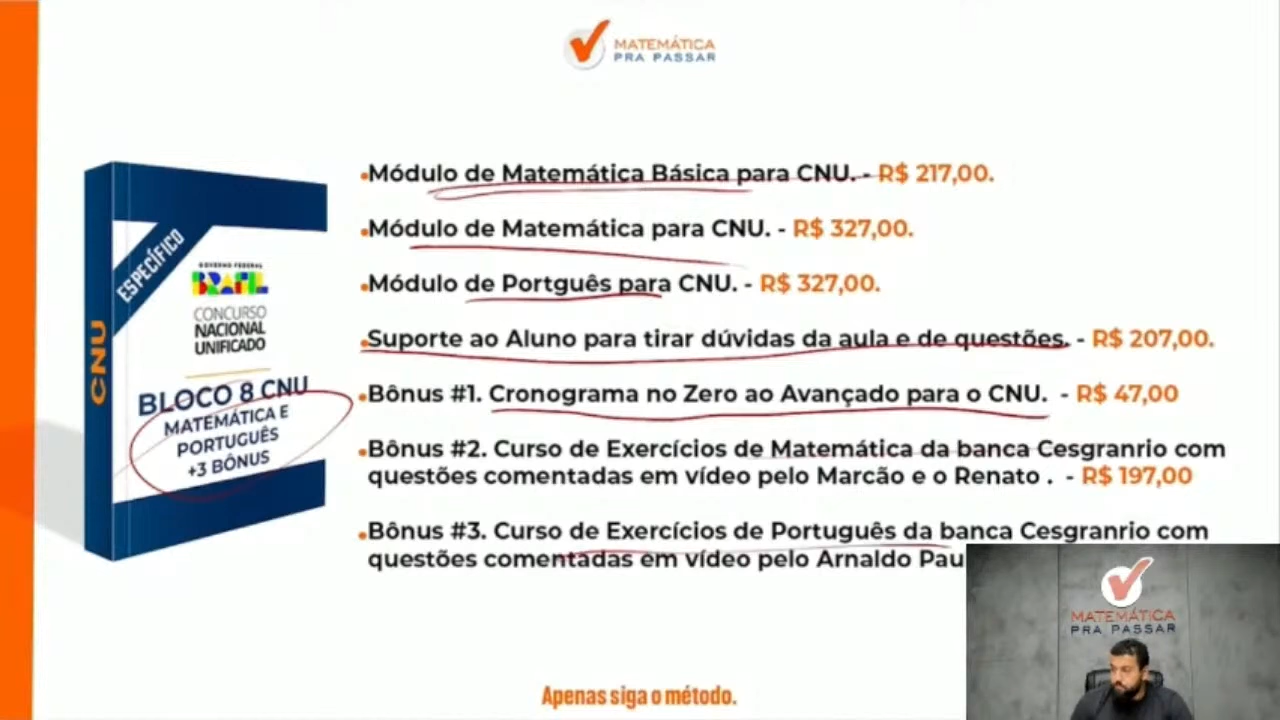 MATEMÁTICA
PRA PASSAR
•Módulo de Matemática Básica para CNU. - R$ 217,00.
•Módulo de Matemática para CNU. - R$ 327,00.
•Módulo de Portguês para CNU. - R$ 327,00.
•Suporte ao Aluno para tirar dúvidas da aula e de questões. - R$ 207,00.
•Bônus #1. Cronograma no Zero ao Avançado para o CNU. - R$ 47,00
•Bônus #2. Curso de Exercícios de Matemática da banca Cesgranrio com
questões comentadas em vídeo pelo Marcão e o Renato . - R$ 197,00
•Bônus #3. Curso de Exercícios de Português da banca Cesgranrio com
questões comentadas em vídeo pelo Arnaldo Pau
CNU
ESPECÍFICO
GOVERNO FEDERAL
BRASIL
CONCURSO
NACIONAL
UNIFICADO
BLOCO 8 CNU
MATEMÁTICA E
PORTUGUÊS
+3 BÔNUS
MATEMÁTICA
PRA PASSAR
Apenas siga o método.